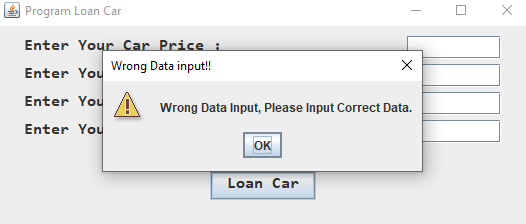 Program Loan Car
Enter Your Car Price :
Wrong Data input!!
Enter You
Enter You
Wrong Data Input, Please Input Correct Data.
Enter You
OK
Loan Car